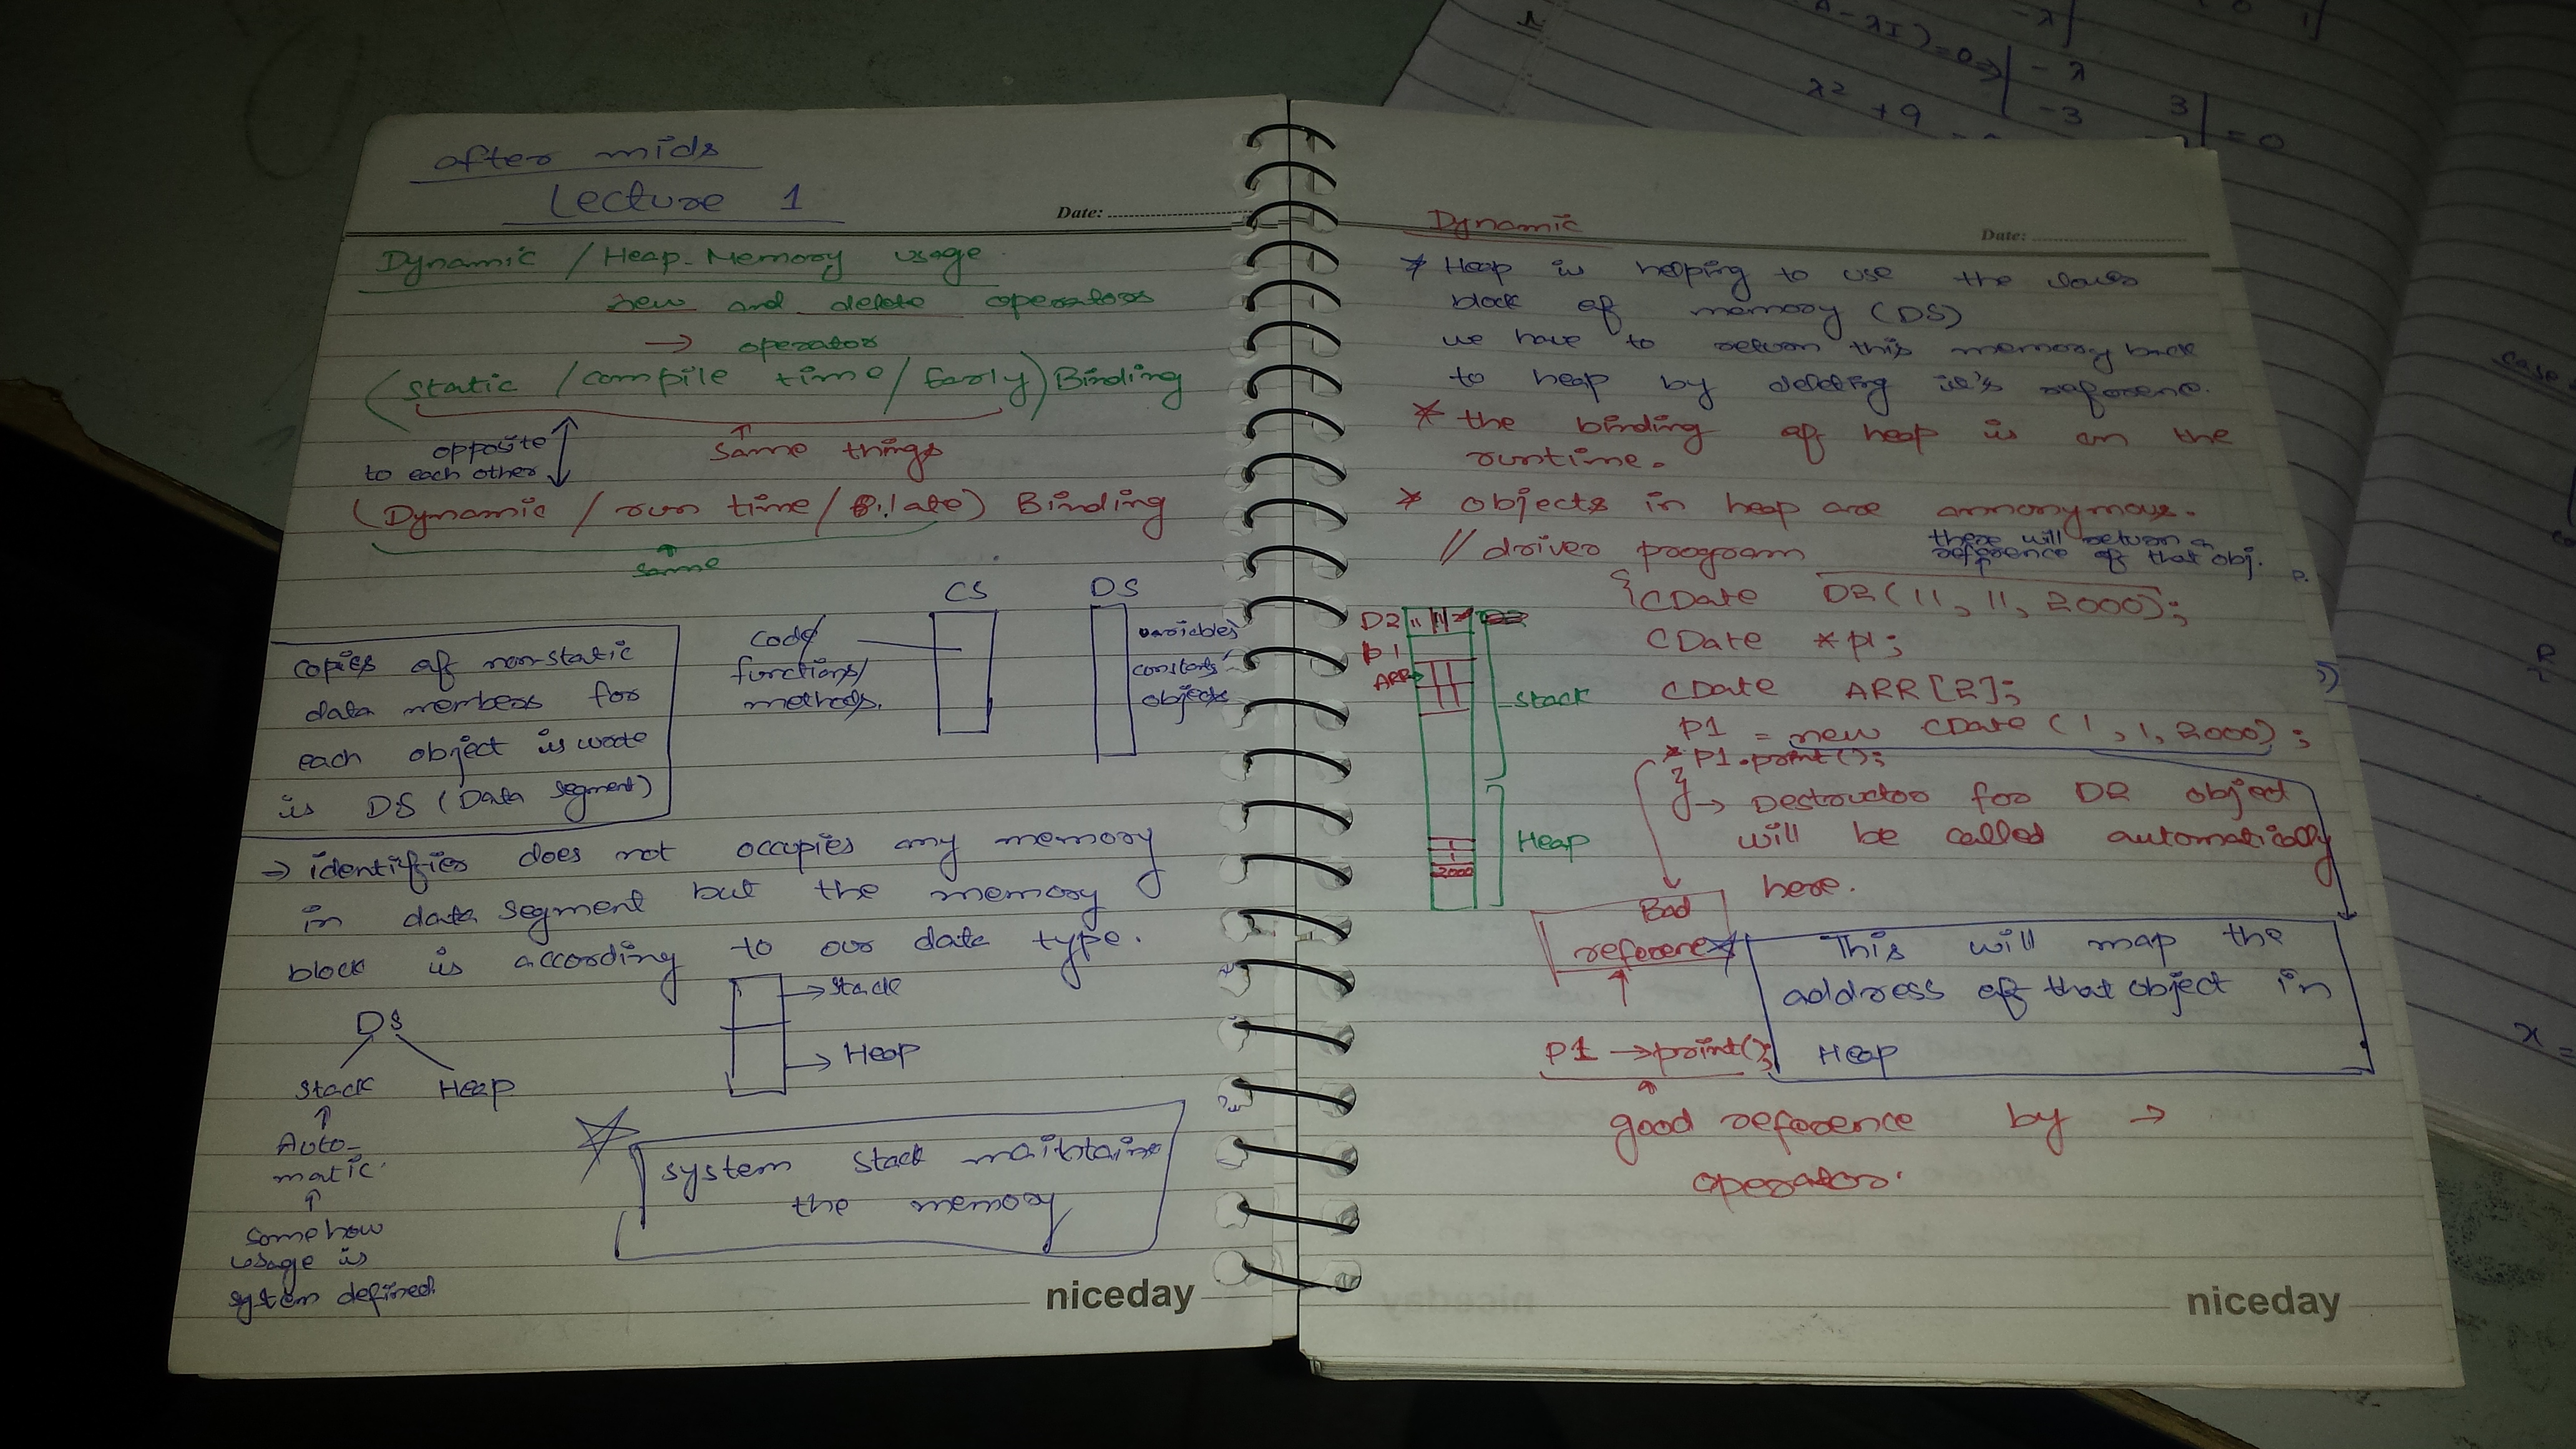 after mids
Lecture 1
Date:
Dynamic / Heap Memory usage
new and delete operators
→ operator
(static / compile time / Early) Binding
opposite
to each other
same things
(Dynamic / run time / late) Binding
same
CS DS
code/
functions/
methods.
variables
constants
objects
copies of non-static
data members for
each object is wrote
is DS (Data segment)
→ identifies does not occupies any memory
in data segment but the memory
block is according to our data type.
→ stack
→ Heap
DS
stack Heap
Auto-
matic
somehow
usage is
system defined
system stack maintains
the memory
niceday
Dynamic
Date:
* Heap is helping to use the
block of memory (DS)
we have to return this memory back
to heap by deleting it's reference.
* the binding of heap is on the
runtime.
* objects in heap are annonymous.
// driver program
there will return a
reference of that obj.
{ CDate D2(11, 11, 2000);
CDate *p1;
CDate ARR[2];
P1 = new CDate (1, 1, 2000);
*P1.print();
}
→ Destructor for D2 object
will be called automatically
here.
D2 11 11
P1
ARR
stack
Heap
2000
Bad
reference
This will map the
address of that object in
Heap
P1 → print();
good reference by →
operator.
niceday
λ² + 9
-λ
-3 3
= 0
case
x =